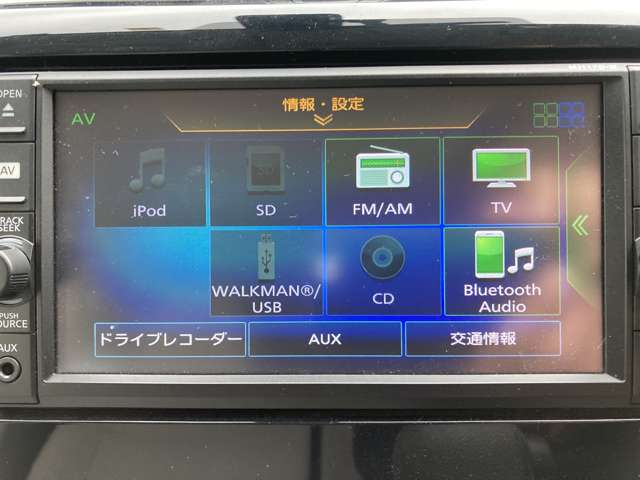 OPEN
AV
情報・設定
AV
iPod
SD
FM/AM
TV
TRACK
SEEK
WALKMAN®/
USB
CD
Bluetooth
Audio
PUSH
SOURCE
AUX
ドライブレコーダー
AUX
交通情報